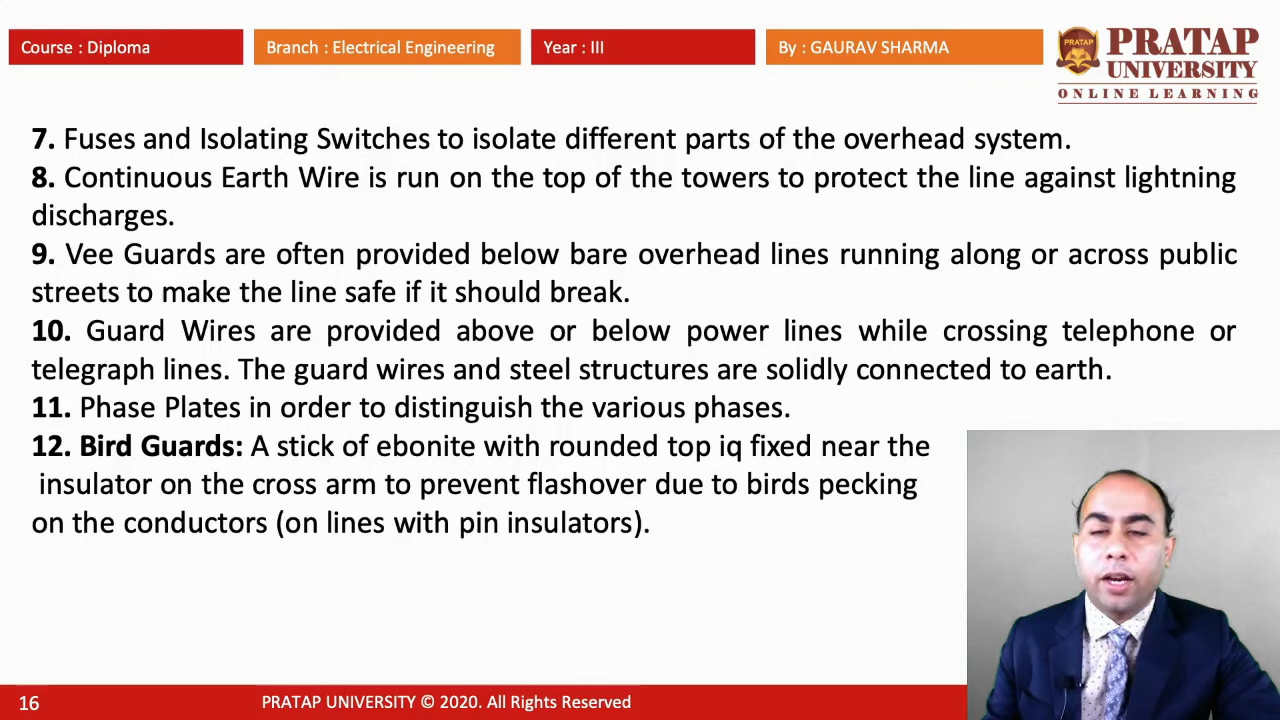 Course : Diploma
Branch : Electrical Engineering
Year : III
By : GAURAV SHARMA
PRATAP
PRATAP
UNIVERSITY
ONLINE LEARNING
7. Fuses and Isolating Switches to isolate different parts of the overhead system.
8. Continuous Earth Wire is run on the top of the towers to protect the line against lightning
discharges.
9. Vee Guards are often provided below bare overhead lines running along or across public
streets to make the line safe if it should break.
10. Guard Wires are provided above or below power lines while crossing telephone or
telegraph lines. The guard wires and steel structures are solidly connected to earth.
11. Phase Plates in order to distinguish the various phases.
12. Bird Guards: A stick of ebonite with rounded top iq fixed near the
insulator on the cross arm to prevent flashover due to birds pecking
on the conductors (on lines with pin insulators).
16
PRATAP UNIVERSITY © 2020. All Rights Reserved